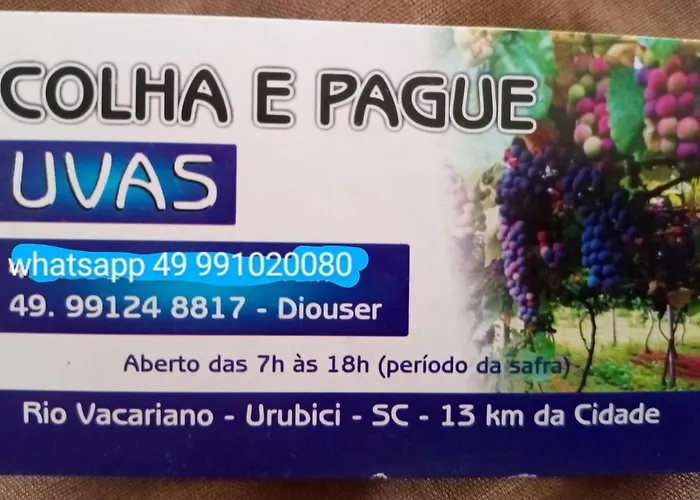 COLHA E PAGUE
UVAS
whatsapp 49 991020080
49. 99124 8817 - Diouser
Aberto das 7h às 18h (período da safra)
Rio Vacariano - Urubici - SC - 13 km da Cidade